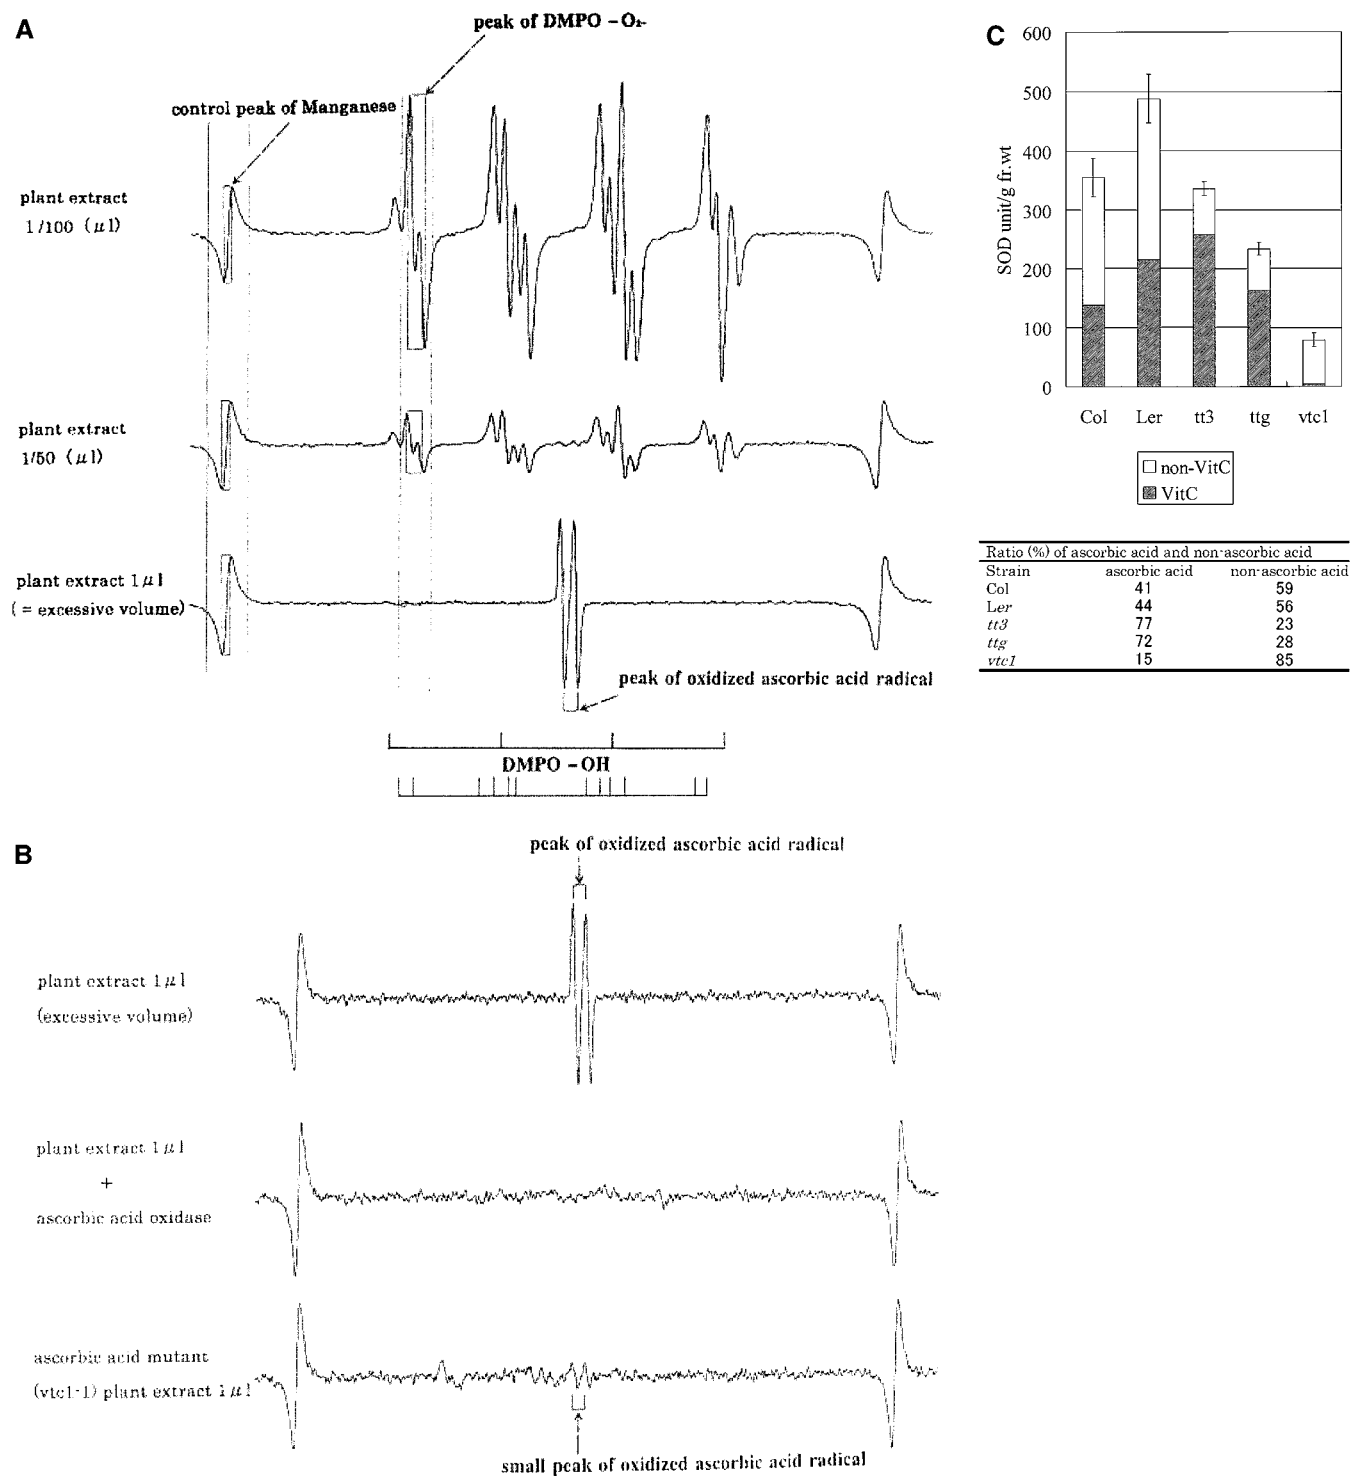 A
peak of DMPO - O₂-
control peak of Manganese
plant extract
1/100 (μl)
plant extract
1/50 (μl)
plant extract 1μl
( = excessive volume)
peak of oxidized ascorbic acid radical
DMPO - OH
B
peak of oxidized ascorbic acid radical
plant extract 1μl
(excessive volume)
plant extract 1μl
+
ascorbic acid oxidase
ascorbic acid mutant
(vtc1-1) plant extract 1μl
small peak of oxidized ascorbic acid radical
C
600
500
400
300
200
100
0
SOD unit/g fr.wt
Col Ler tt3 ttg vtc1
non-VitC
VitC
Ratio (%) of ascorbic acid and non-ascorbic acid
Strain ascorbic acid non-ascorbic acid
Col 41 59
Ler 44 56
tt3 77 23
ttg 72 28
vtc1 15 85